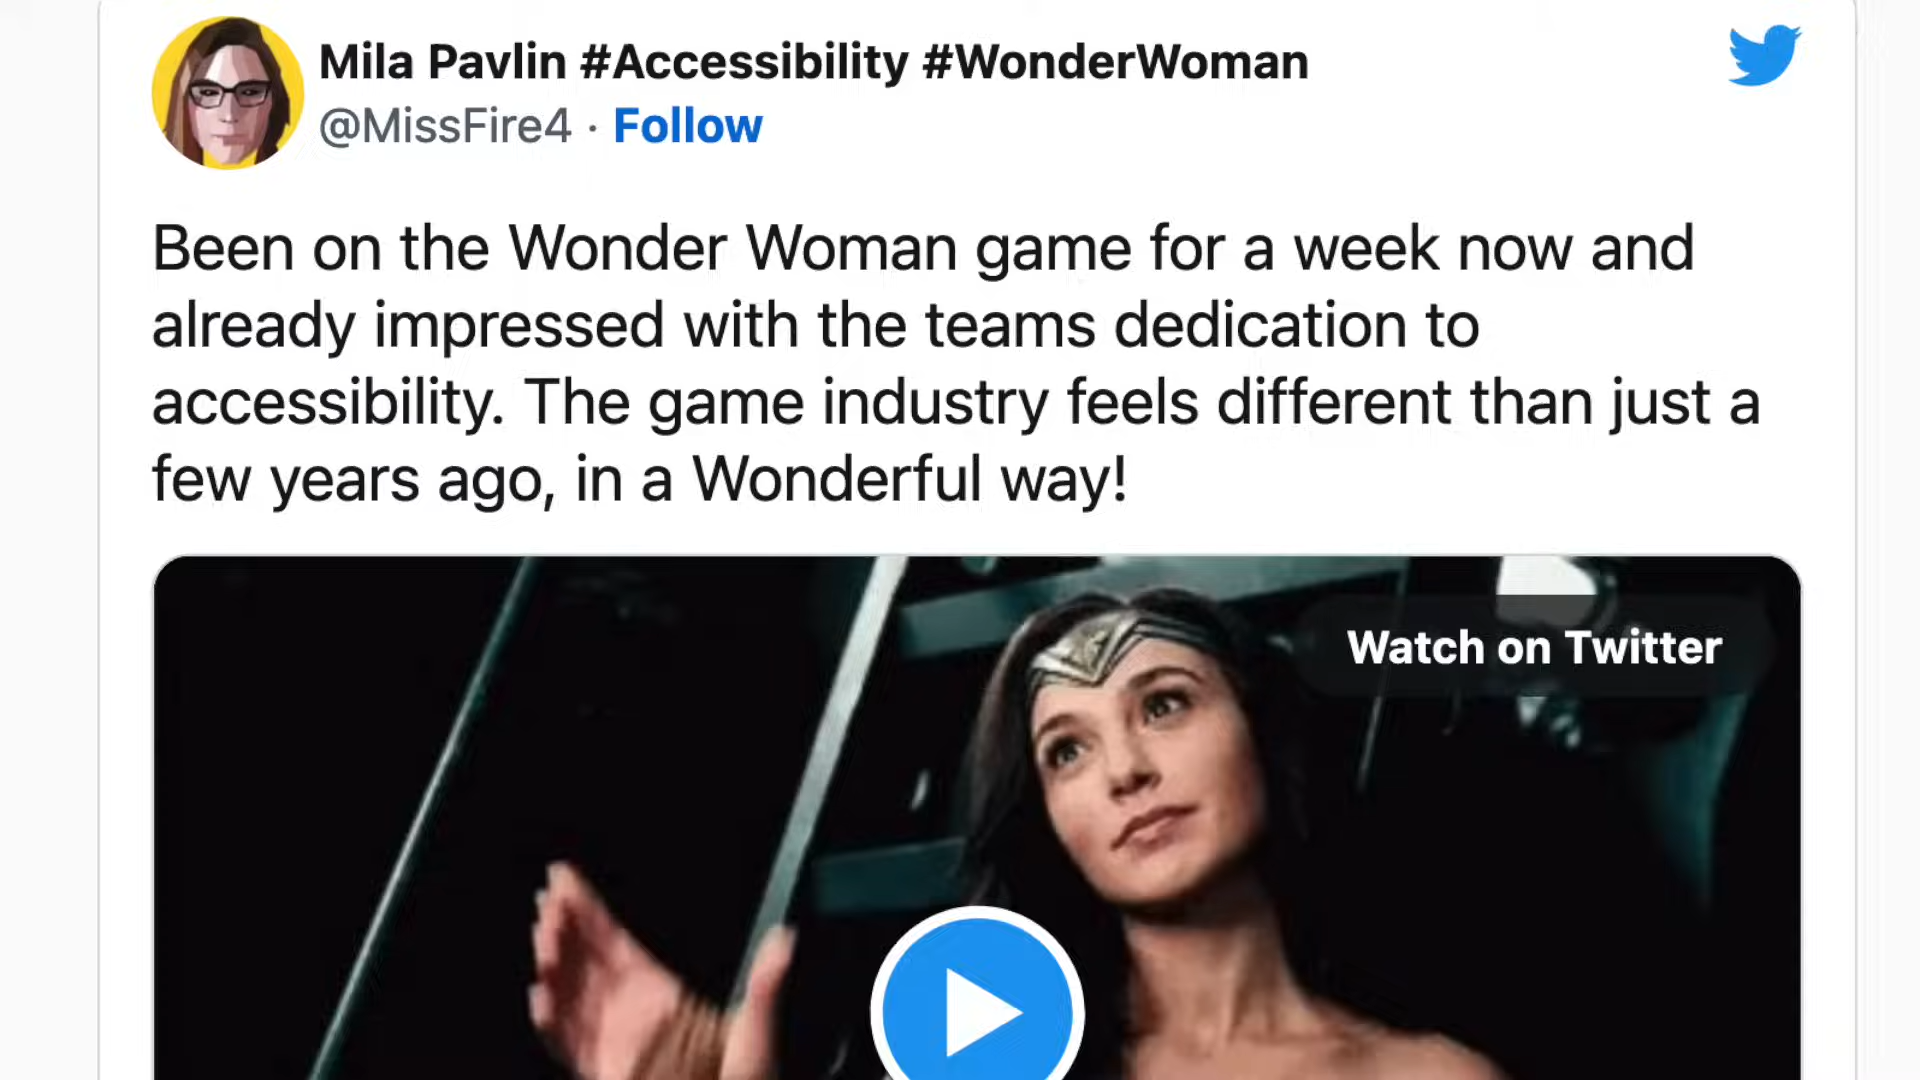 Mila Pavlin #Accessibility #WonderWoman
@MissFire4 · Follow
Been on the Wonder Woman game for a week now and
already impressed with the teams dedication to
accessibility. The game industry feels different than just a
few years ago, in a Wonderful way!
Watch on Twitter